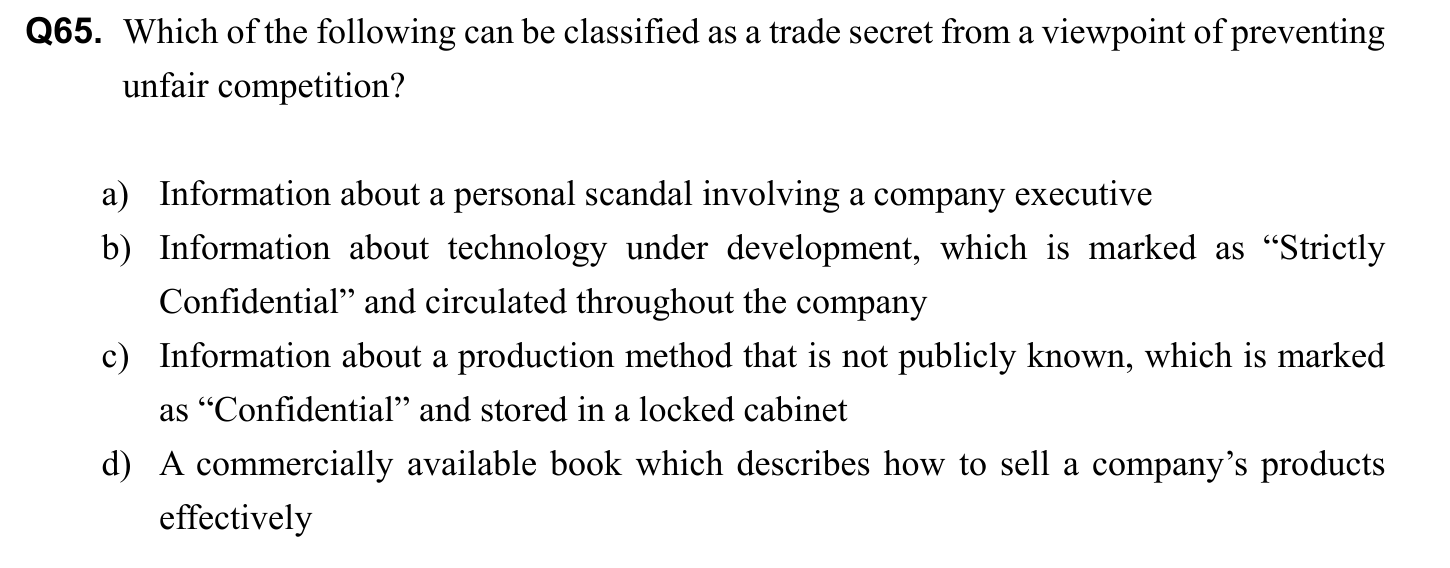 Q65. Which of the following can be classified as a trade secret from a viewpoint of preventing
unfair competition?
a) Information about a personal scandal involving a company executive
b) Information about technology under development, which is marked as “Strictly
Confidential” and circulated throughout the company
c) Information about a production method that is not publicly known, which is marked
as “Confidential” and stored in a locked cabinet
d) A commercially available book which describes how to sell a company’s products
effectively